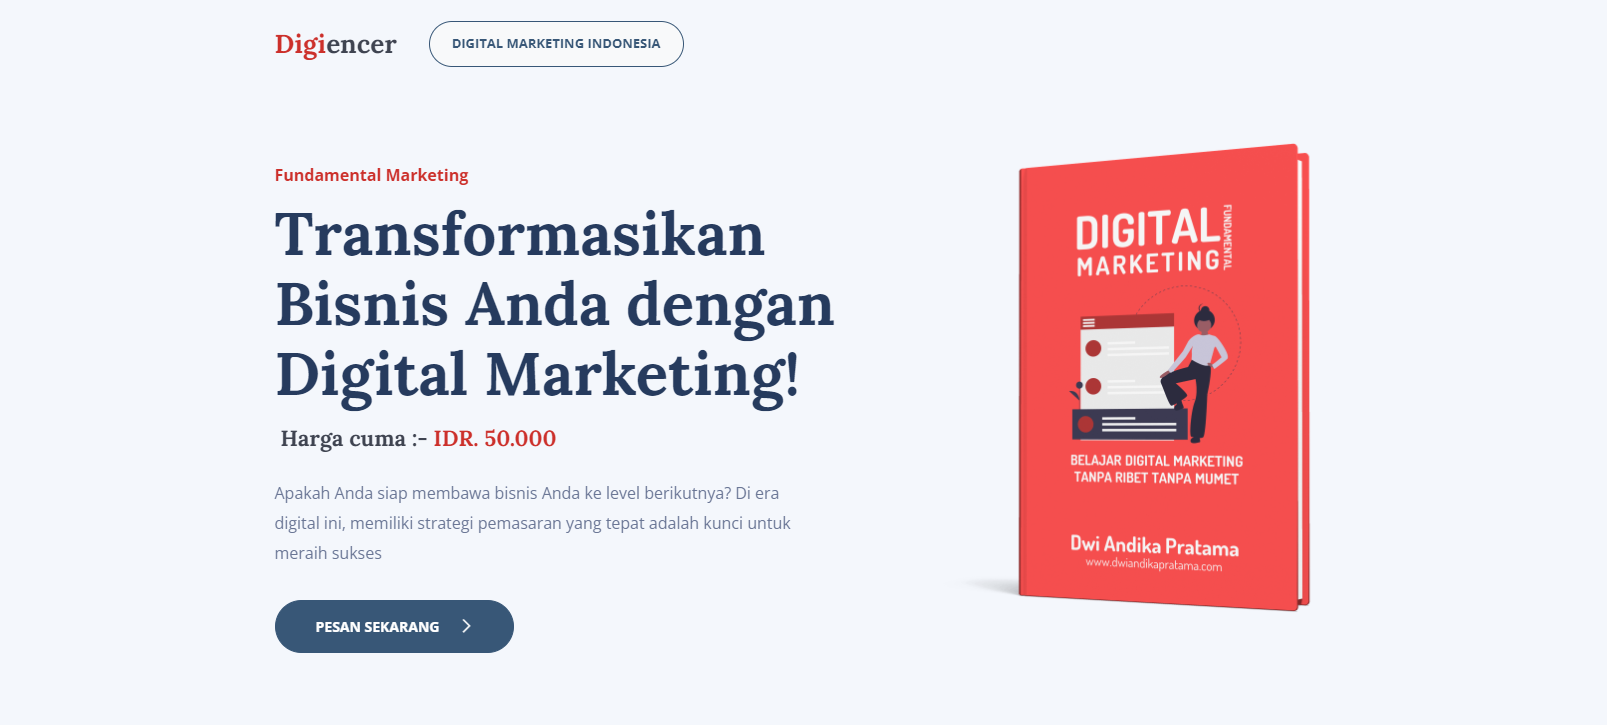 Digiencer
DIGITAL MARKETING INDONESIA
Fundamental Marketing
Transformasikan
Bisnis Anda dengan
Digital Marketing!
Harga cuma :- IDR. 50.000
Apakah Anda siap membawa bisnis Anda ke level berikutnya? Di era
digital ini, memiliki strategi pemasaran yang tepat adalah kunci untuk
meraih sukses
PESAN SEKARANG
DIGITAL
MARKETING
FUNDAMENTAL
BELAJAR DIGITAL MARKETING
TANPA RIBET TANPA MUMET
Dwi Andika Pratama
www.dwiandikapratama.com